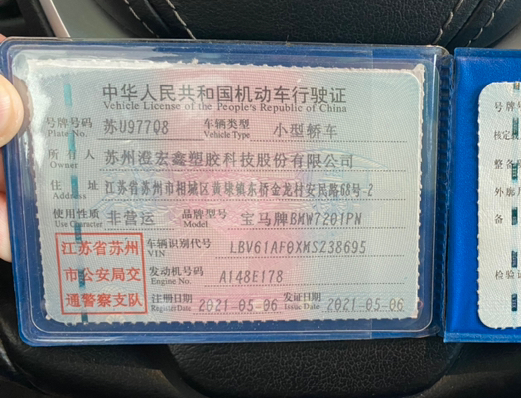 中华人民共和国机动车行驶证
Vehicle License of the People's Republic of China
号牌号码 苏U977Q8 车辆类型 小型轿车
Plate No. Vehicle Type
所有人 苏州澄宏鑫塑胶科技股份有限公司
Owner
住址 江苏省苏州市相城区黄埭镇东桥金龙村安民路68号-2
Address
使用性质 非营运 品牌型号 宝马牌BMW7201PN
Use Character Model
江苏省苏州 车辆识别代号 LBV61AF0XMS238695
VIN
市公安局交 发动机号码 A148E178
Engine No.
通警察支队 注册日期 2021-05-06 发证日期 2021-05-06
Register Date Issue Date
号牌号
核定
整备
外廓
备
检验